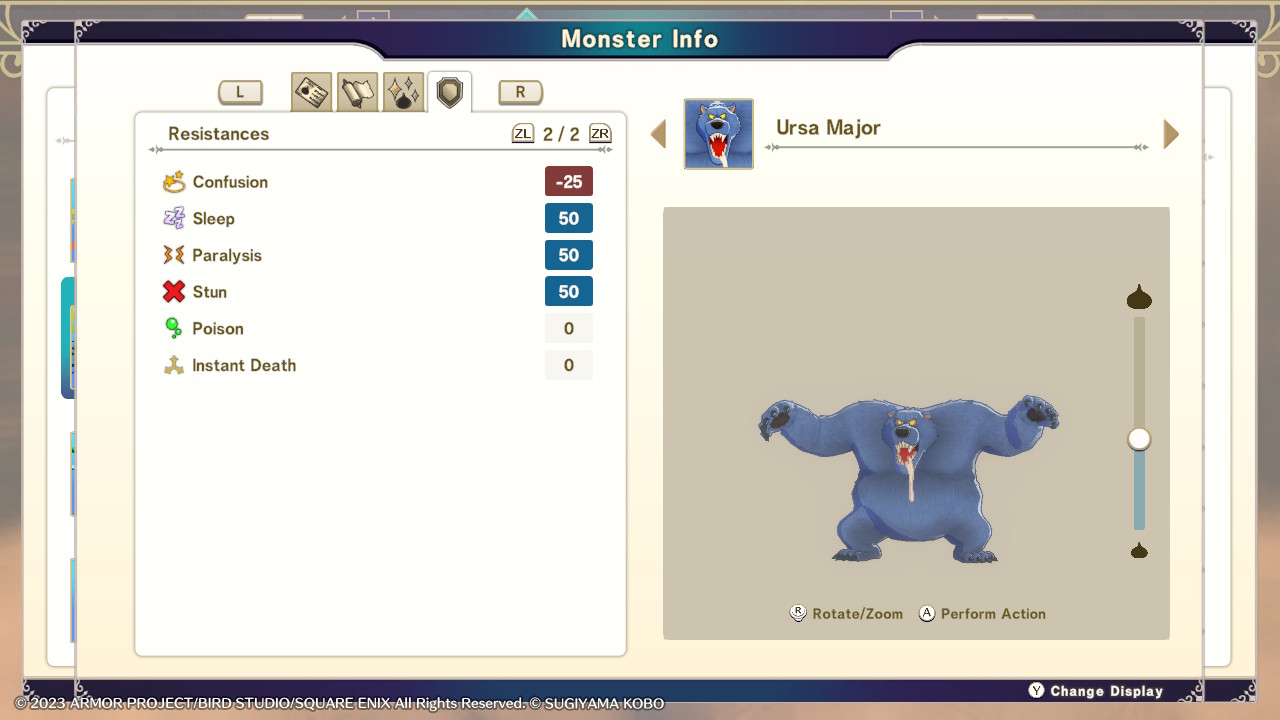 Monster Info
L
R
Resistances
ZL 2 / 2 ZR
Confusion -25
Sleep 50
Paralysis 50
Stun 50
Poison 0
Instant Death 0
Ursa Major
R Rotate/Zoom A Perform Action
Y Change Display
© 2023 ARMOR PROJECT/BIRD STUDIO/SQUARE ENIX All Rights Reserved. © SUGIYAMA KOBO